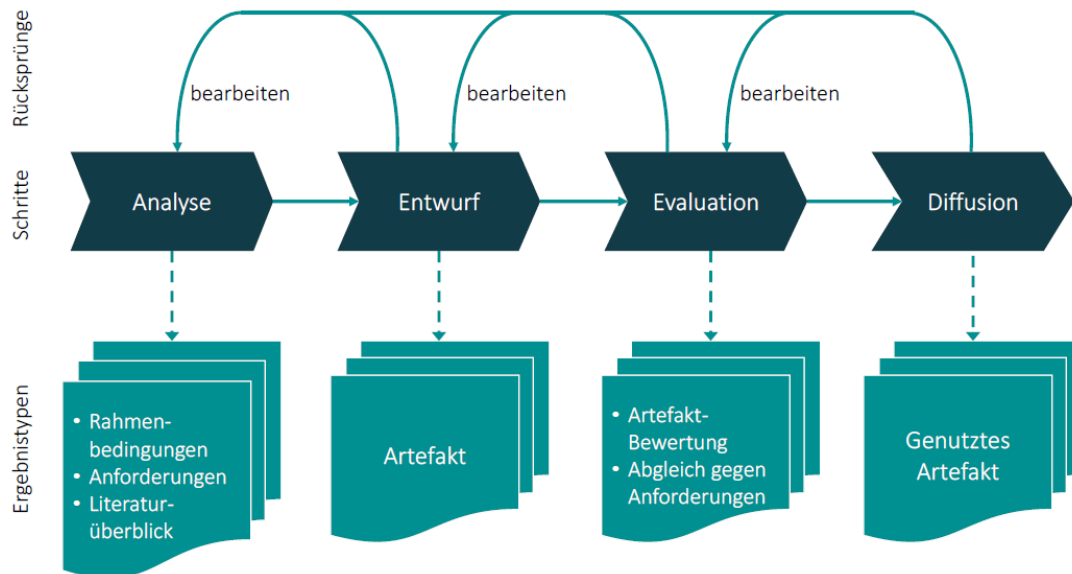 Rücksprünge
bearbeiten
bearbeiten
bearbeiten
Schritte
Analyse
Entwurf
Evaluation
Diffusion
Ergebnistypen
• Rahmen-
bedingungen
• Anforderungen
• Literatur-
überblick
Artefakt
• Artefakt-
Bewertung
• Abgleich gegen
Anforderungen
Genutztes
Artefakt